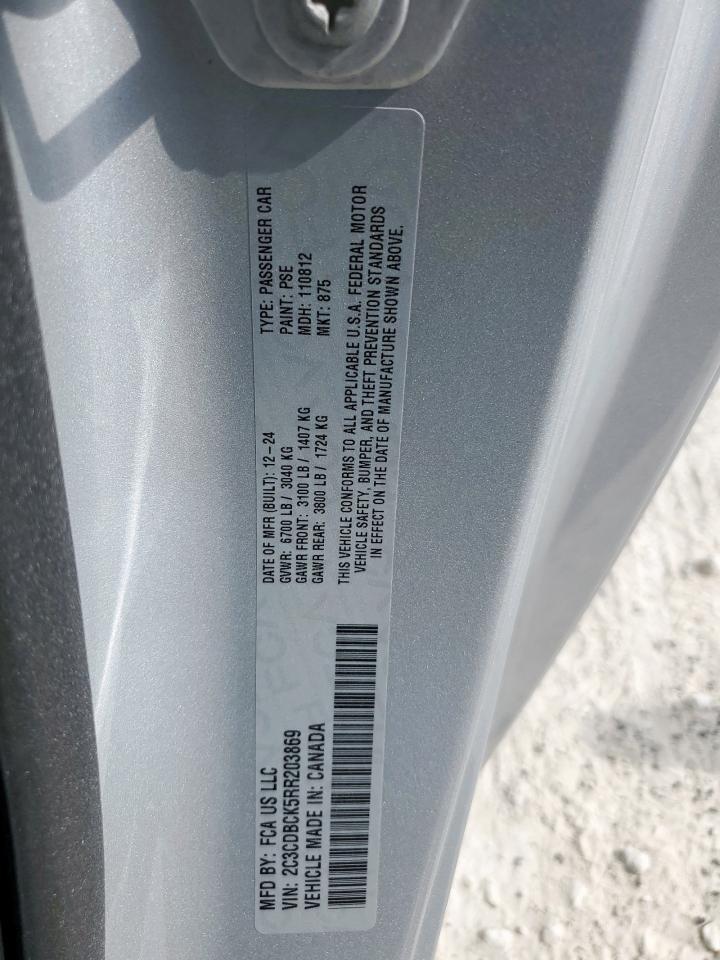 MFD BY: FCA US LLC
VIN: 2C3CDBCK5RR203869
VEHICLE MADE IN: CANADA
DATE OF MFR (BUILT): 12-24
GVWR: 6700 LB / 3040 KG
GAWR FRONT: 3100 LB / 1407 KG
GAWR REAR: 3800 LB / 1724 KG
TYPE: PASSENGER CAR
PAINT: PSE
MDH: 110812
MKT: 875
THIS VEHICLE CONFORMS TO ALL APPLICABLE U.S.A. FEDERAL MOTOR
VEHICLE SAFETY, BUMPER, AND THEFT PREVENTION STANDARDS
IN EFFECT ON THE DATE OF MANUFACTURE SHOWN ABOVE.